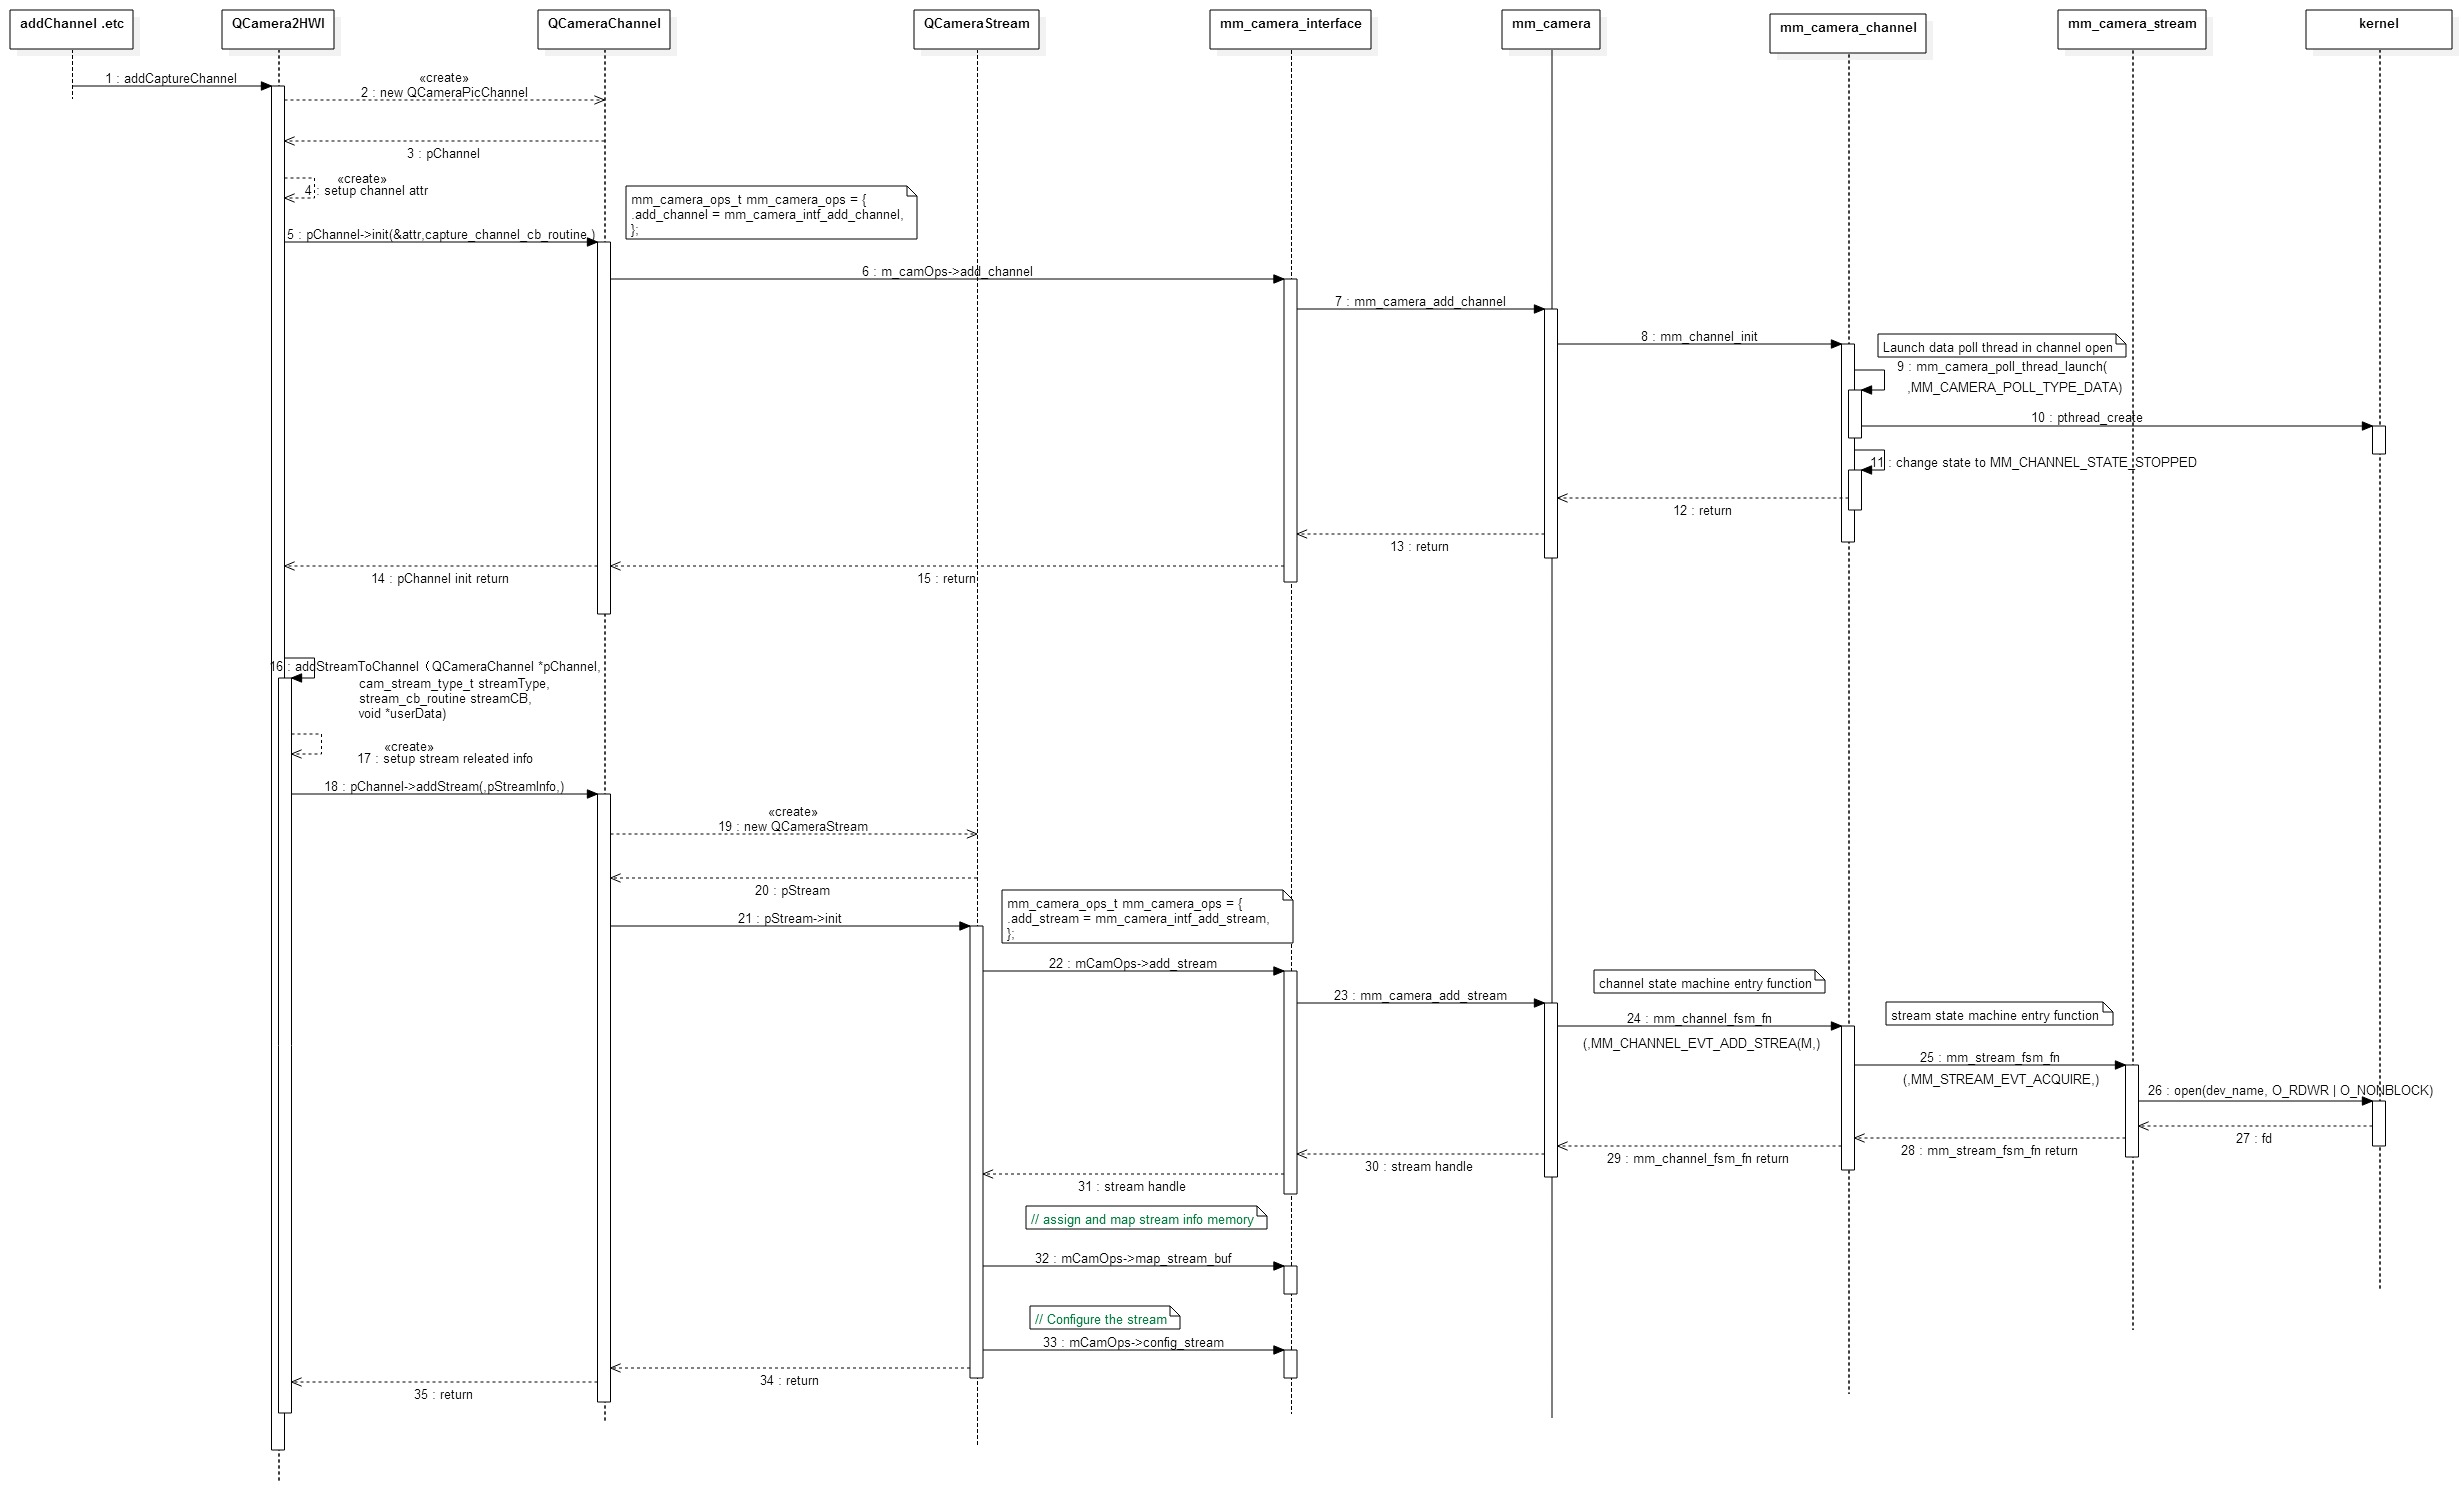 addChannel .etc
QCamera2HWI
QCameraChannel
QCameraStream
mm_camera_interface
mm_camera
mm_camera_channel
mm_camera_stream
kernel
1 : addCaptureChannel
«create»
2 : new QCameraPicChannel
3 : pChannel
«create»
4 : setup channel attr
mm_camera_ops_t mm_camera_ops = {
.add_channel = mm_camera_intf_add_channel,
};
5 : pChannel->init(&attr,capture_channel_cb_routine,)
6 : m_camOps->add_channel
7 : mm_camera_add_channel
8 : mm_channel_init
Launch data poll thread in channel open
9 : mm_camera_poll_thread_launch(
,MM_CAMERA_POLL_TYPE_DATA)
10 : pthread_create
11 : change state to MM_CHANNEL_STATE_STOPPED
12 : return
13 : return
14 : pChannel init return
15 : return
16 : addStreamToChannel（QCameraChannel *pChannel,
cam_stream_type_t streamType,
stream_cb_routine streamCB,
void *userData)
«create»
17 : setup stream releated info
18 : pChannel->addStream(,pStreamInfo,)
«create»
19 : new QCameraStream
20 : pStream
21 : pStream->init
mm_camera_ops_t mm_camera_ops = {
.add_stream = mm_camera_intf_add_stream,
};
22 : mCamOps->add_stream
23 : mm_camera_add_stream
channel state machine entry function
24 : mm_channel_fsm_fn
(,MM_CHANNEL_EVT_ADD_STREA(M,)
stream state machine entry function
25 : mm_stream_fsm_fn
(,MM_STREAM_EVT_ACQUIRE,)
26 : open(dev_name, O_RDWR | O_NONBLOCK)
27 : fd
28 : mm_stream_fsm_fn return
29 : mm_channel_fsm_fn return
30 : stream handle
31 : stream handle
// assign and map stream info memory
32 : mCamOps->map_stream_buf
// Configure the stream
33 : mCamOps->config_stream
34 : return
35 : return